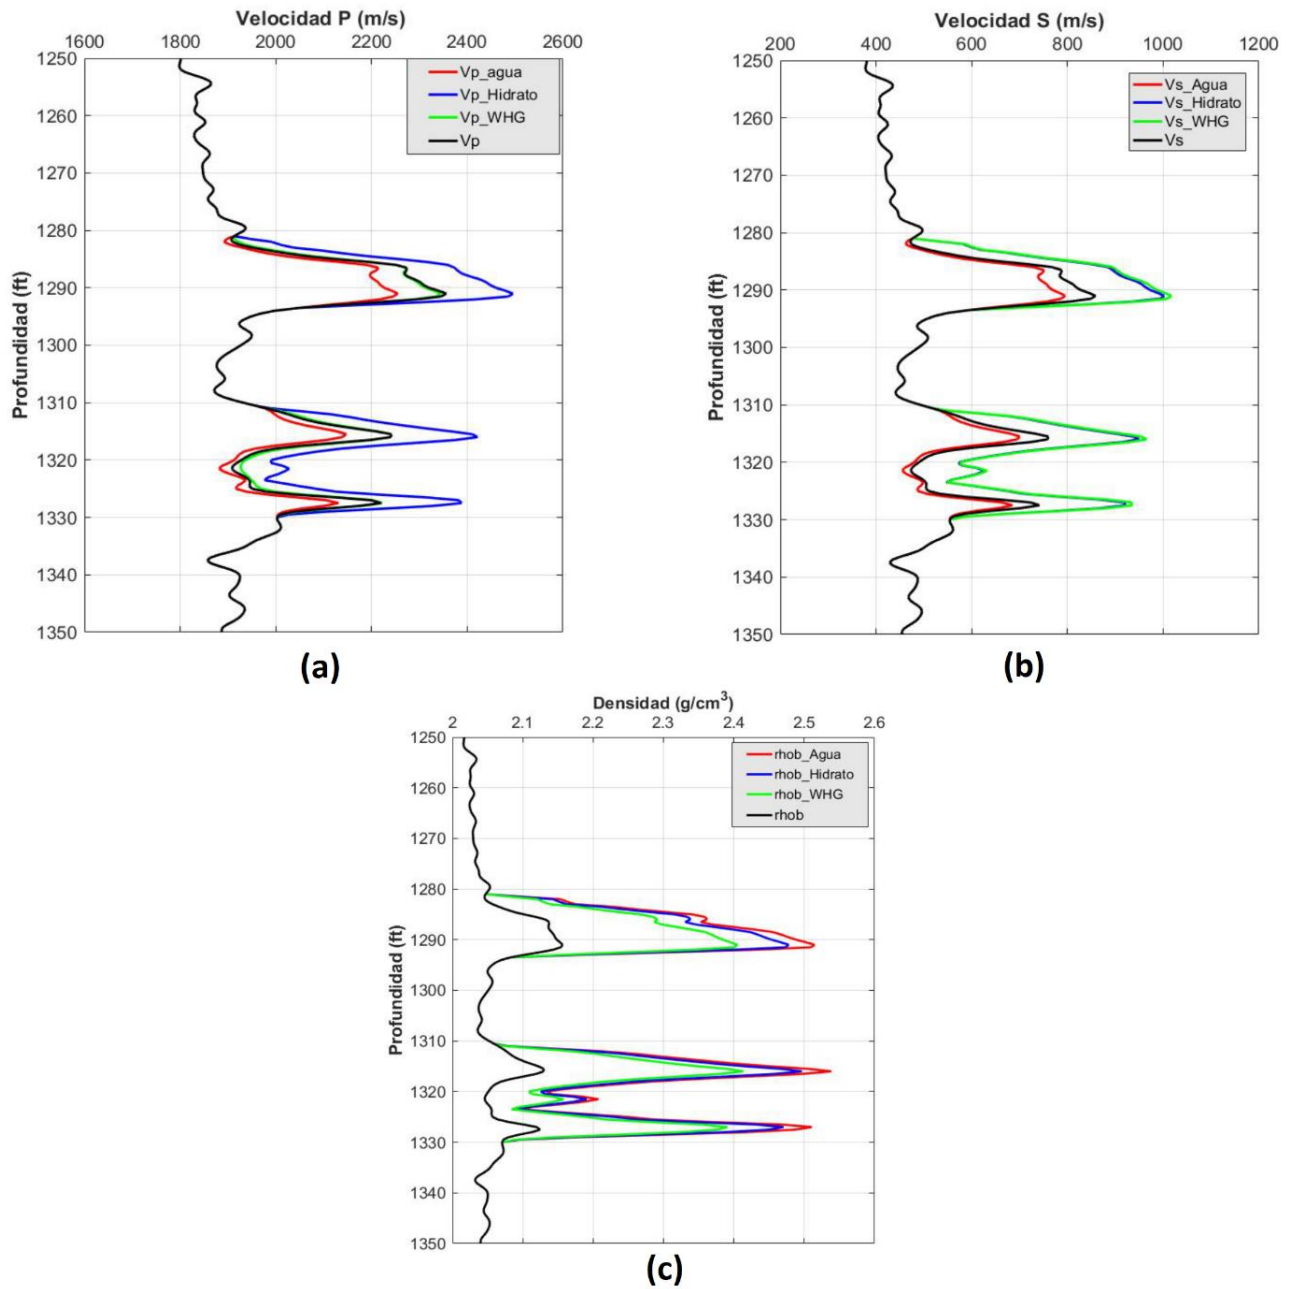 Velocidad P (m/s)
1600 1800 2000 2200 2400 2600
1250
1260
1270
1280
1290
1300
1310
1320
1330
1340
1350
Profundidad (ft)
Vp_agua
Vp_Hidrato
Vp_WHG
Vp
(a)
Velocidad S (m/s)
200 400 600 800 1000 1200
1250
1260
1270
1280
1290
1300
1310
1320
1330
1340
1350
Profundidad (ft)
Vs_Agua
Vs_Hidrato
Vs_WHG
Vs
(b)
Densidad (g/cm³)
2 2.1 2.2 2.3 2.4 2.5 2.6
1250
1260
1270
1280
1290
1300
1310
1320
1330
1340
1350
Profundidad (ft)
rhob_Agua
rhob_Hidrato
rhob_WHG
rhob
(c)